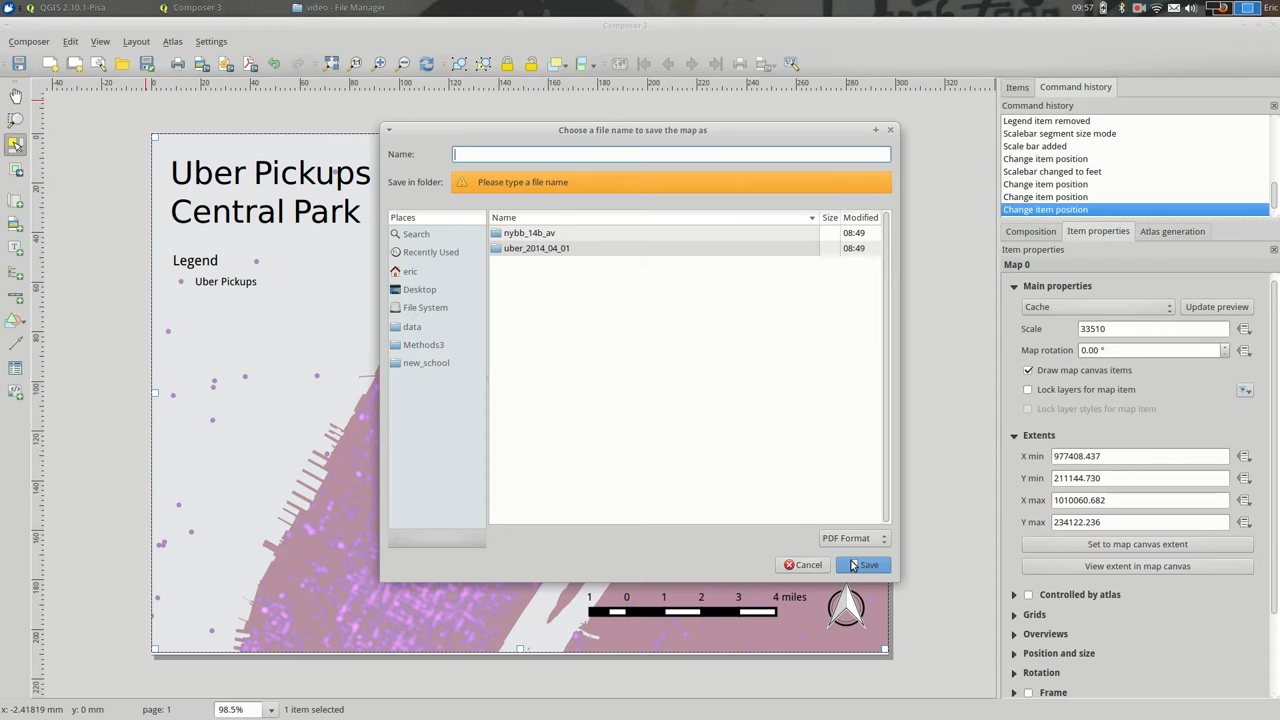 QGIS 2.10.1-Pisa
Composer 3
video - File Manager
09:57
Eric
Composer 3
Composer
Edit
View
Layout
Atlas
Settings
Items
Command history
Command history
Legend item removed
Scalebar segment size mode
Scale bar added
Change item position
Scalebar changed to feet
Change item position
Change item position
Change item position
Composition
Item properties
Atlas generation
Item properties
Map 0
Main properties
Cache
Update preview
Scale
33510
Map rotation
0.00 °
Draw map canvas items
Lock layers for map item
Lock layer styles for map item
Extents
X min
977408.437
Y min
211144.730
X max
1010060.682
Y max
234122.236
Set to map canvas extent
View extent in map canvas
Controlled by atlas
Grids
Overviews
Position and size
Rotation
Frame
Uber Pickups
Central Park
Legend
Uber Pickups
Choose a file name to save the map as
Name:
Save in folder:
Please type a file name
Places
Search
Recently Used
eric
Desktop
File System
data
Methods3
new_school
Name
Size
Modified
nybb_14b_av
08:49
uber_2014_04_01
08:49
PDF Format
Cancel
Save
1 0 1 2 3 4 miles
x: -2.41819 mm y: 0 mm
page: 1
98.5%
1 item selected